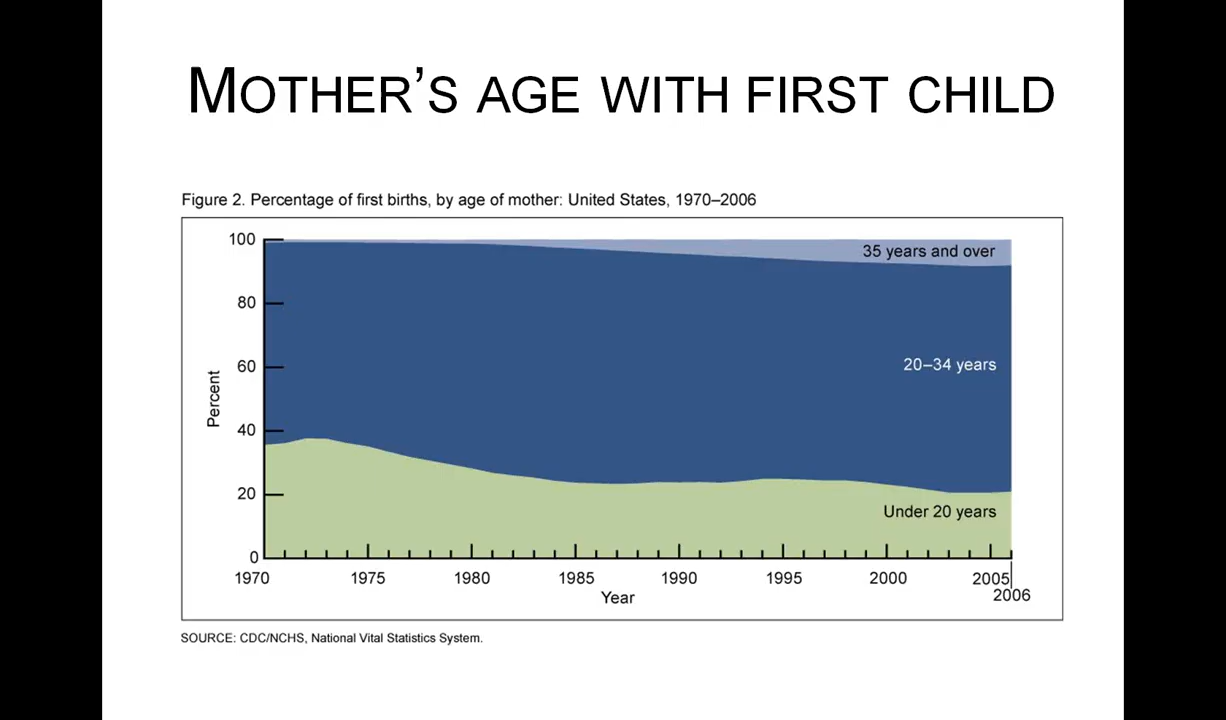 MOTHER'S AGE WITH FIRST CHILD
Figure 2. Percentage of first births, by age of mother: United States, 1970–2006
100
35 years and over
80
60
20–34 years
Percent
40
20
Under 20 years
0
1970 1975 1980 1985 1990 1995 2000 2005
2006
Year
SOURCE: CDC/NCHS, National Vital Statistics System.